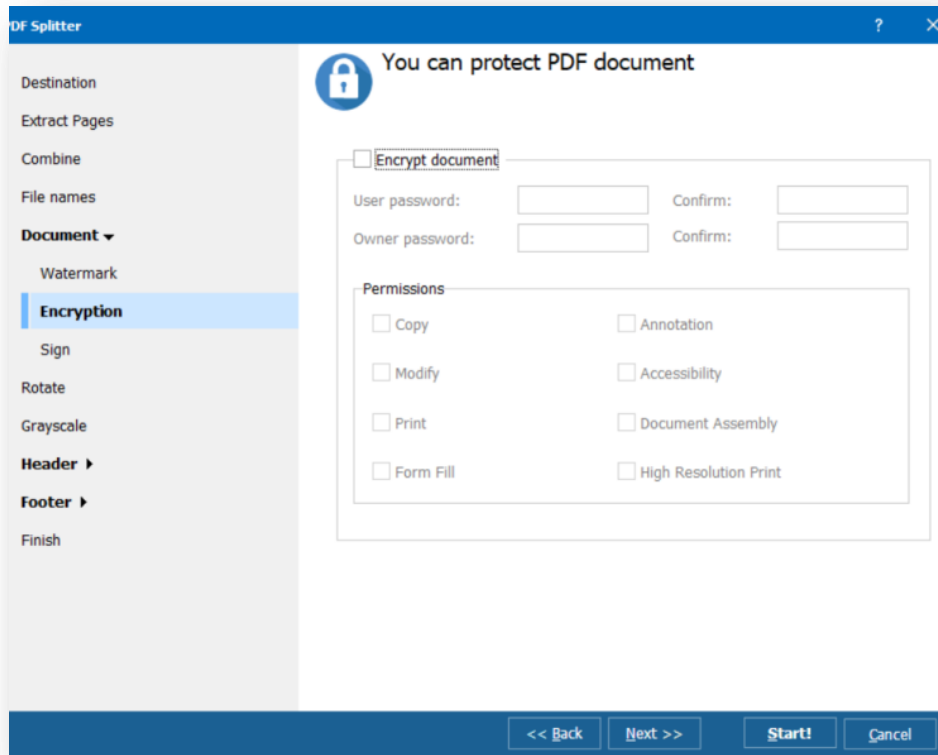 PDF Splitter ?
Destination
Extract Pages
Combine
File names
Document
Watermark
Encryption
Sign
Rotate
Grayscale
Header
Footer
Finish
You can protect PDF document
Encrypt document
User password: Confirm:
Owner password: Confirm:
Permissions
Copy Annotation
Modify Accessibility
Print Document Assembly
Form Fill High Resolution Print
<< Back Next >> Start! Cancel